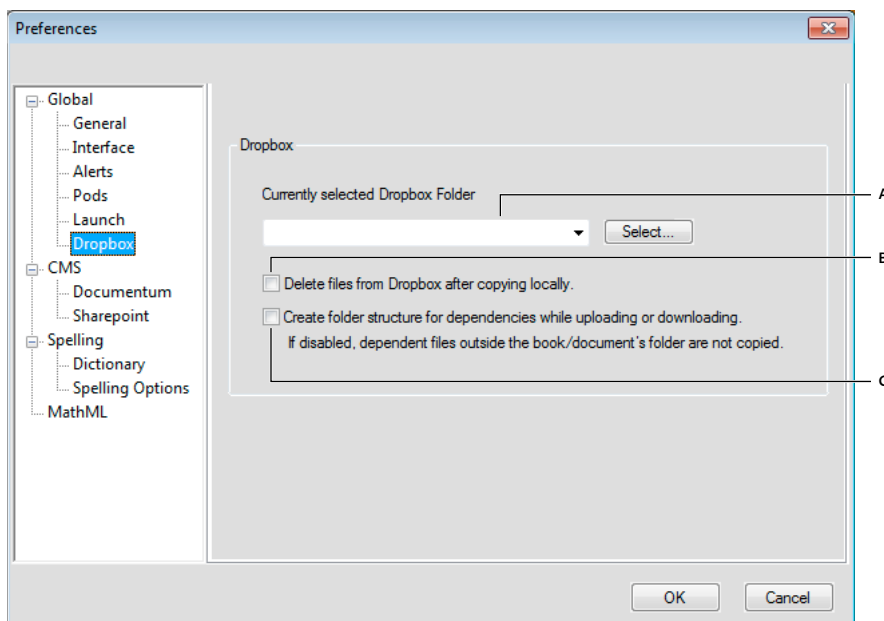 Preferences
Global
General
Interface
Alerts
Pods
Launch
Dropbox
CMS
Documentum
Sharepoint
Spelling
Dictionary
Spelling Options
MathML
Dropbox
Currently selected Dropbox Folder
Select...
Delete files from Dropbox after copying locally.
Create folder structure for dependencies while uploading or downloading.
If disabled, dependent files outside the book/document's folder are not copied.
A
B
C
OK
Cancel